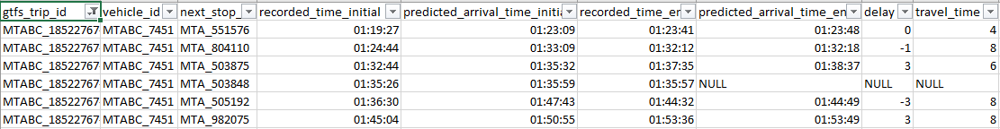 gtfs_trip_id vehicle_id next_stop_ recorded_time_initial predicted_arrival_time_initia recorded_time_en predicted_arrival_time_en delay travel_time
MTABC_18522767 MTABC_7451 MTA_551576 01:19:27 01:23:09 01:23:41 01:23:48 0 4
MTABC_18522767 MTABC_7451 MTA_804110 01:24:44 01:33:09 01:32:12 01:32:18 -1 8
MTABC_18522767 MTABC_7451 MTA_503875 01:32:44 01:35:32 01:37:35 01:38:37 3 6
MTABC_18522767 MTABC_7451 MTA_503848 01:35:26 01:35:59 01:35:57 NULL NULL NULL
MTABC_18522767 MTABC_7451 MTA_505192 01:36:30 01:47:43 01:44:32 01:44:49 -3 8
MTABC_18522767 MTABC_7451 MTA_982075 01:45:04 01:50:55 01:53:36 01:53:49 3 8